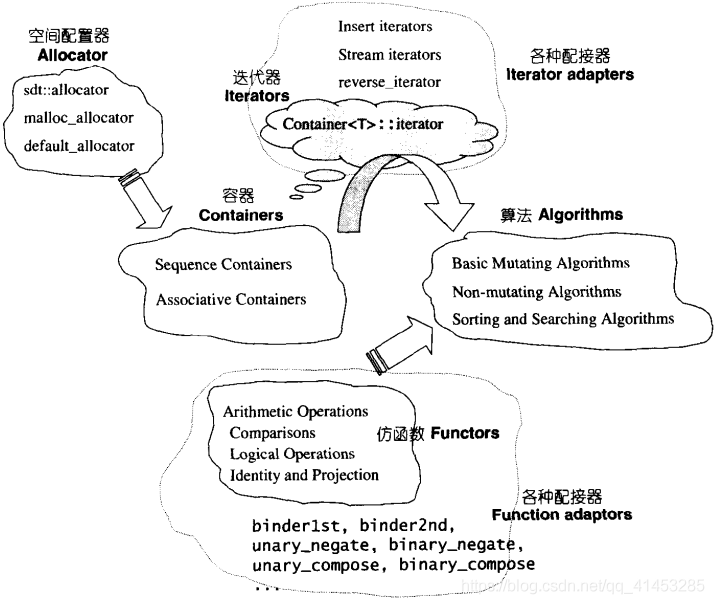 空间配置器
Allocator
sdt::allocator
malloc_allocator
default_allocator
Insert iterators
Stream iterators
reverse_iterator
迭代器
Iterators
Container<T>::iterator
各种配接器
Iterator adapters
容器
Containers
Sequence Containers
Associative Containers
算法 Algorithms
Basic Mutating Algorithms
Non-mutating Algorithms
Sorting and Searching Algorithms
Arithmetic Operations
Comparisons
Logical Operations
Identity and Projection
仿函数 Functors
各种配接器
Function adaptors
binder1st, binder2nd,
unary_negate, binary_negate,
unary_compose, binary_compose
...
https://blog.csdn.net/qq_41453285